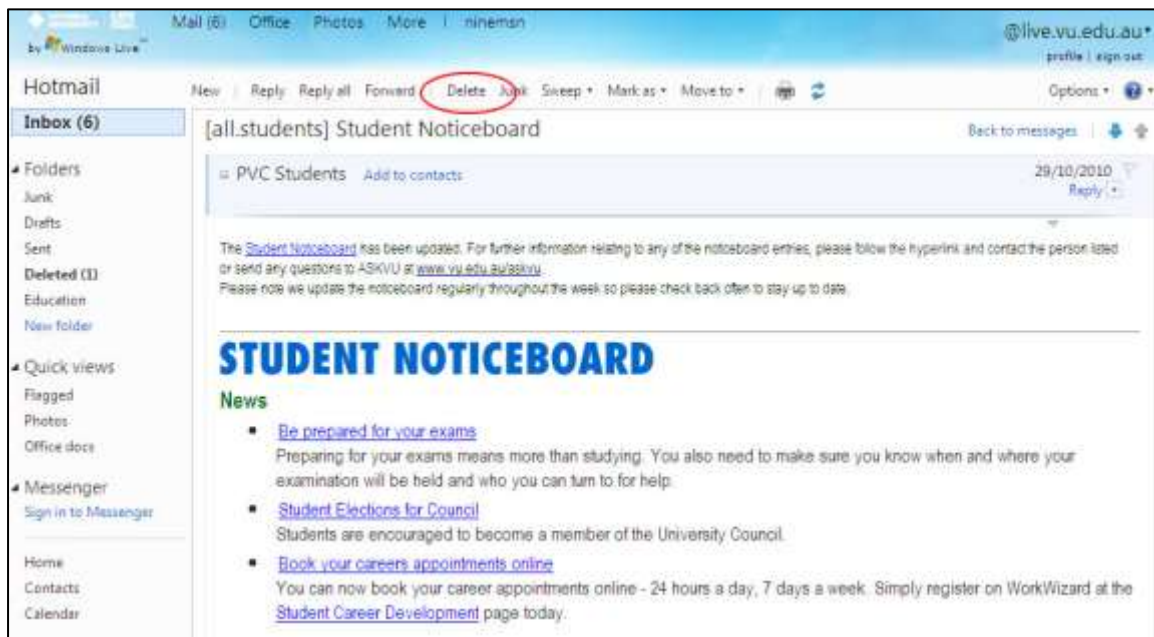 Mail (6) Office Photos More | ninemsn
by Windows Live™
@live.vu.edu.au
profile | sign out
Hotmail
New | Reply Reply all Forward | Delete Junk Sweep Mark as Move to |
Options
Inbox (6)
[all.students] Student Noticeboard
Back to messages |
Folders
PVC Students Add to contacts
29/10/2010
Reply
Junk
Drafts
Sent
Deleted (1)
Education
New folder
The Student Noticeboard has been updated. For further information relating to any of the noticeboard entries, please follow the hyperlink and contact the person listed
or send any questions to ASKVU at www.vu.edu.au/askvu.
Please note we update the noticeboard regularly throughout the week so please check back often to stay up to date.
Quick views
Flagged
Photos
Office docs
Messenger
Sign in to Messenger
Home
Contacts
Calendar
STUDENT NOTICEBOARD
News
Be prepared for your exams
Preparing for your exams means more than studying. You also need to make sure you know when and where your
examination will be held and who you can turn to for help.
Student Elections for Council
Students are encouraged to become a member of the University Council.
Book your careers appointments online
You can now book your career appointments online - 24 hours a day, 7 days a week. Simply register on WorkWizard at the
Student Career Development page today.